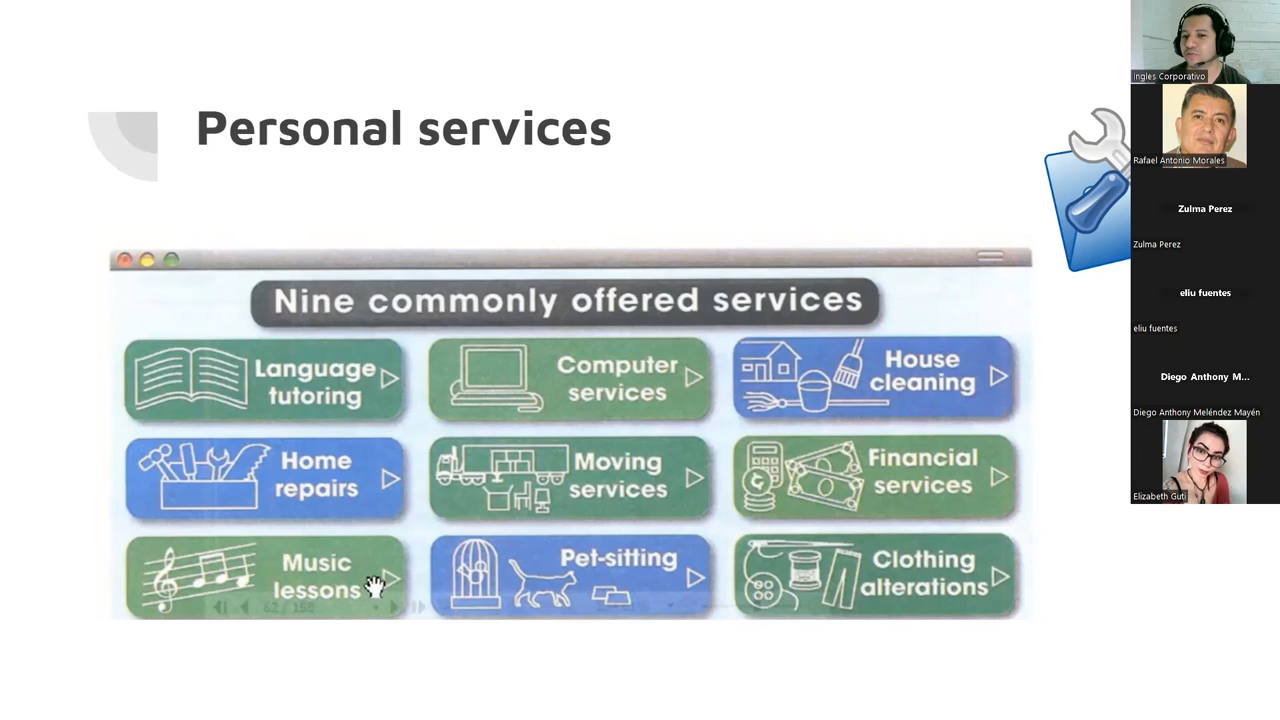 Personal services
Nine commonly offered services
Language
tutoring
Computer
services
House
cleaning
Home
repairs
Moving
services
Financial
services
Music
lessons
Pet-sitting
Clothing
alterations
62 / 158
Ingles Corporativo
Rafael Antonio Morales
Zulma Perez
Zulma Perez
eliu fuentes
eliu fuentes
Diego Anthony M...
Diego Anthony Meléndez Mayén
Elizabeth Guti